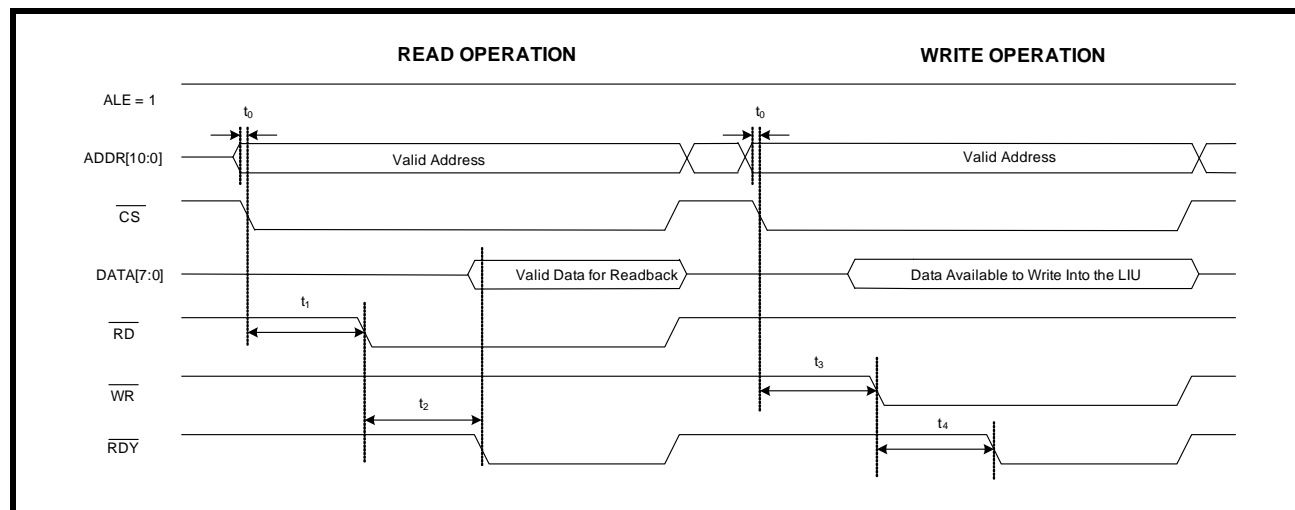 READ OPERATION WRITE OPERATION
ALE = 1
t0 t0
ADDR[10:0] Valid Address Valid Address
CS
DATA[7:0] Valid Data for Readback Data Available to Write Into the LIU
t1
RD
t3
WR
t2 t4
RDY